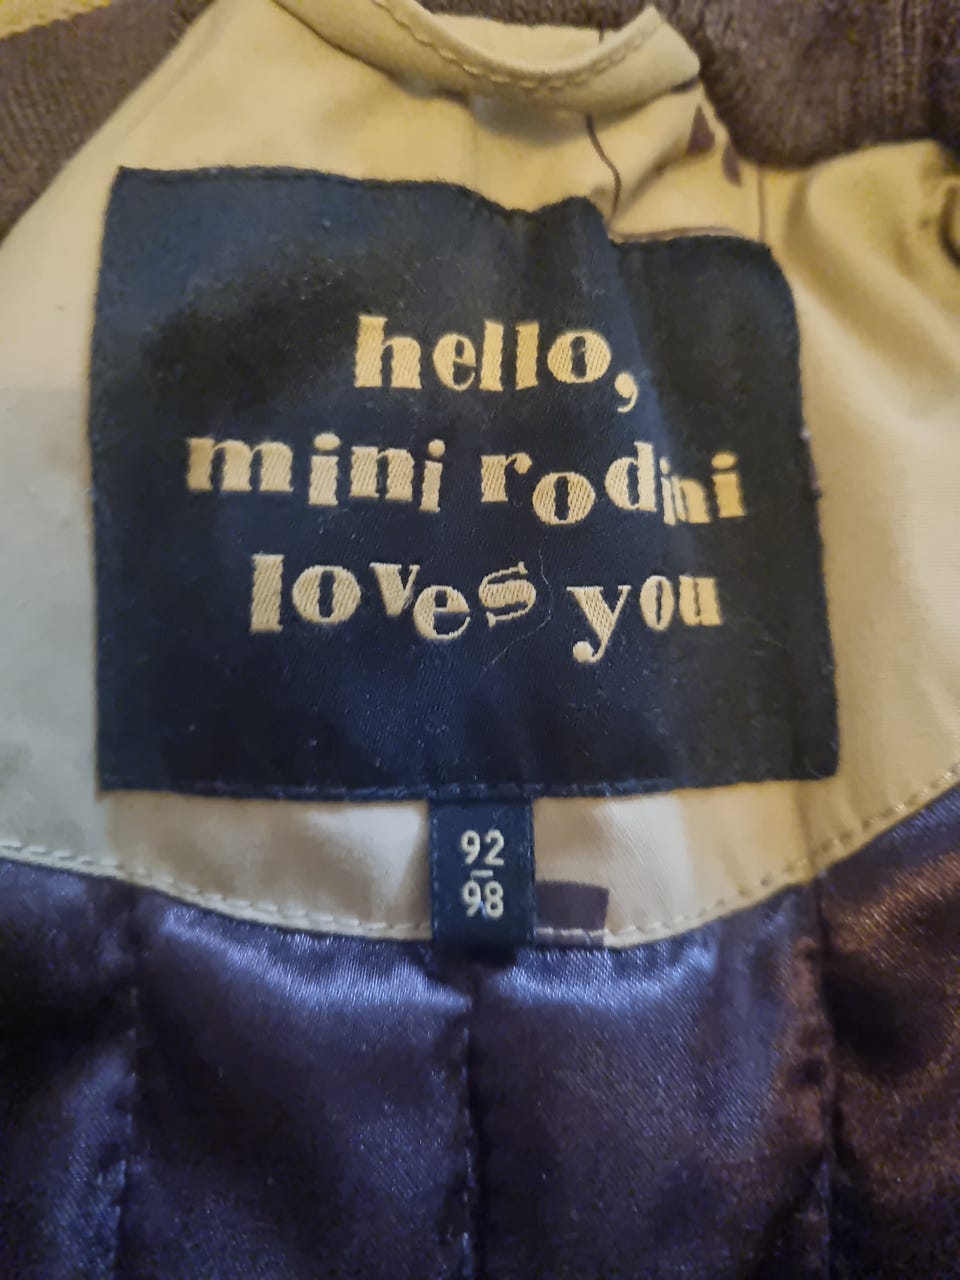 hello,
mini rodini
loves you
92
98